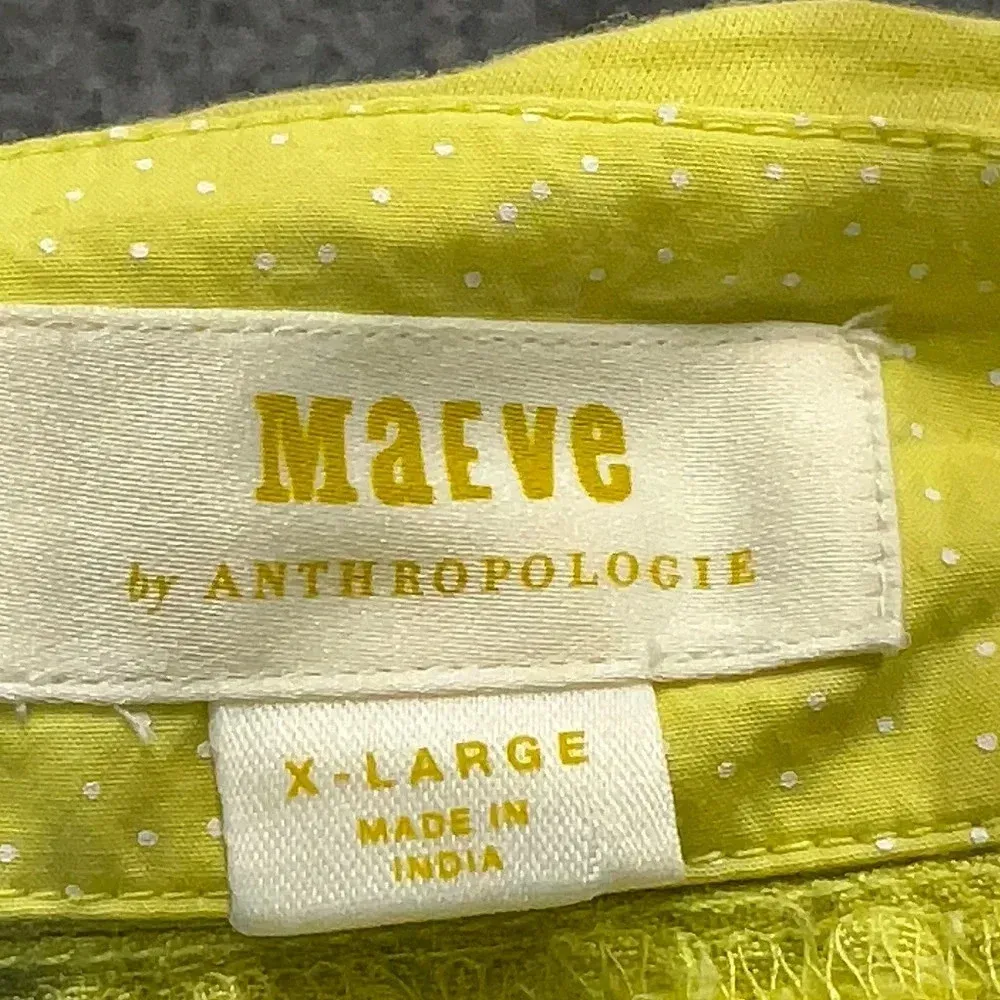 MaEve
by ANTHROPOLOGIE
X-LARGE
MADE IN
INDIA